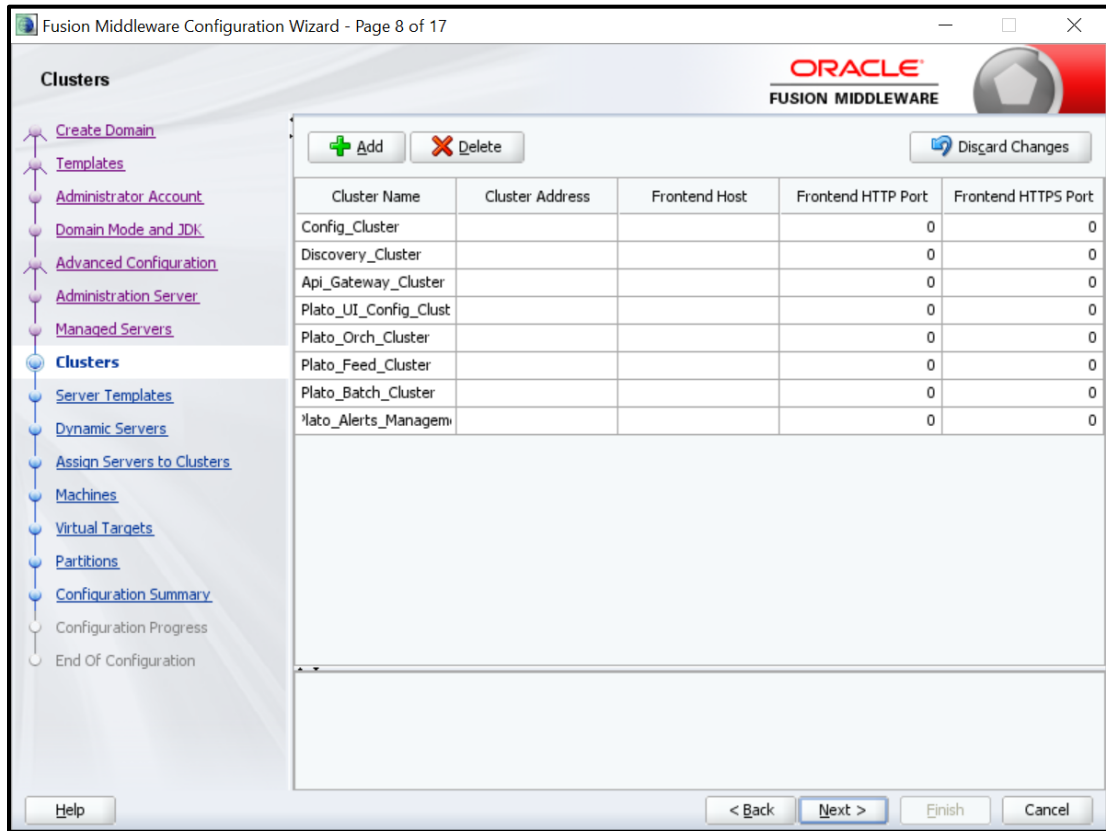 Fusion Middleware Configuration Wizard - Page 8 of 17
Clusters
ORACLE
FUSION MIDDLEWARE
Create Domain
Templates
Administrator Account
Domain Mode and JDK
Advanced Configuration
Administration Server
Managed Servers
Clusters
Server Templates
Dynamic Servers
Assign Servers to Clusters
Machines
Virtual Targets
Partitions
Configuration Summary
Configuration Progress
End Of Configuration
Add Delete Discard Changes
Cluster Name Cluster Address Frontend Host Frontend HTTP Port Frontend HTTPS Port
Config_Cluster 0 0
Discovery_Cluster 0 0
Api_Gateway_Cluster 0 0
Plato_UI_Config_Clust 0 0
Plato_Orch_Cluster 0 0
Plato_Feed_Cluster 0 0
Plato_Batch_Cluster 0 0
Plato_Alerts_Managem 0 0
Help < Back Next > Finish Cancel